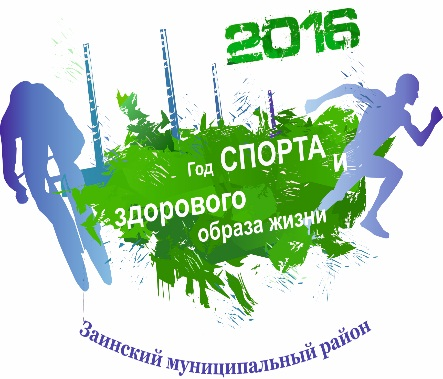 2016
Год СПОРТА и
здорового
образа жизни
Заинский муниципальный район